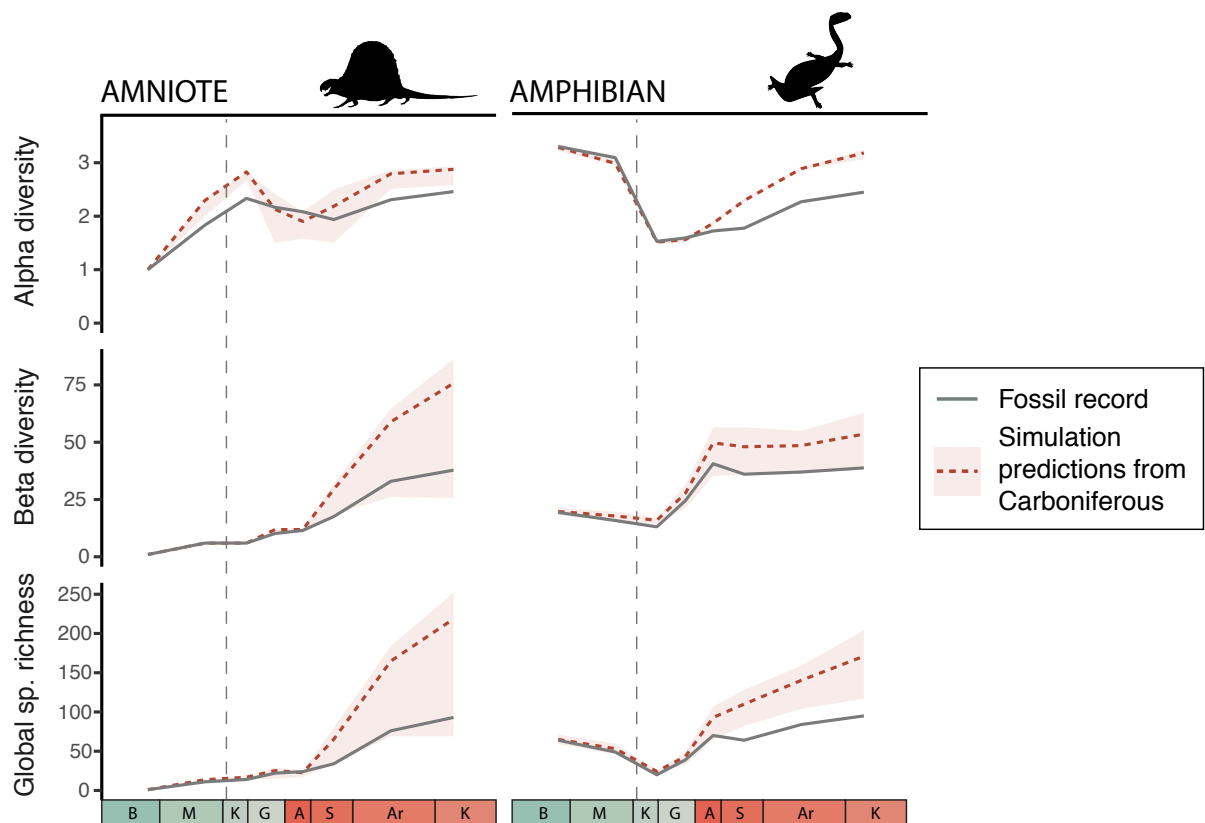 AMNIOTE
AMPHIBIAN
Alpha diversity
3
2
1
0
Beta diversity
75
50
25
0
Global sp. richness
250
200
150
100
50
0
Fossil record
Simulation
predictions from
Carboniferous
B M K G A S Ar K
B M K G A S Ar K